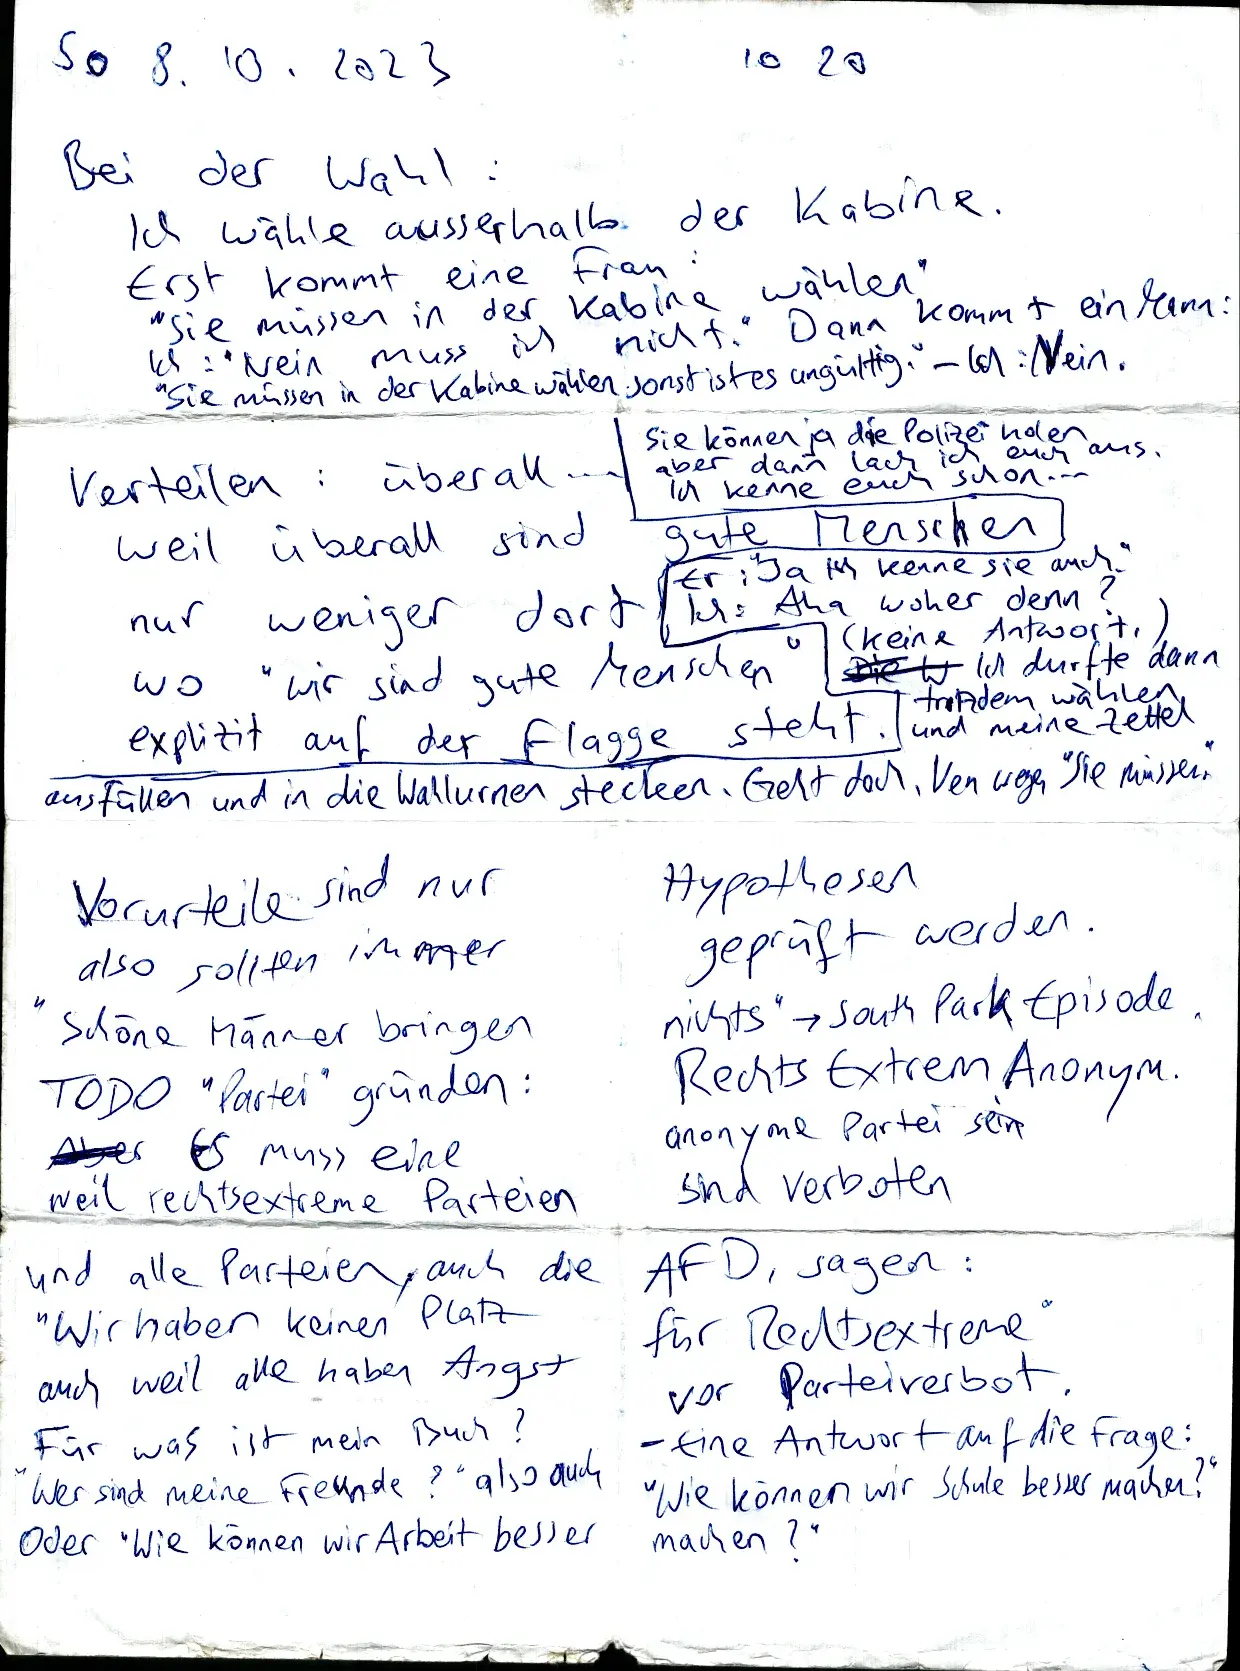 So 8. 10. 2023 10 20
Bei der Wahl:
Ich wähle ausserhalb der Kabine.
Erst kommt eine Frau:
"Sie müssen in der Kabine wählen"
Ich: "Nein muss ich nicht." Dann kommt ein Mann:
"Sie müssen in der Kabine wählen sonst ist es ungültig." - Ich: Nein.
Sie können ja die Polizei holen
aber dann lach ich euch aus.
Ich kenne euch schon...
Er: "Ja ich kenne sie auch."
Ich: Aha woher denn?
(keine Antwort.)
Ich durfte dann
trotzdem wählen
und meine Zettel
ausfüllen und in die Wahlurnen stecken. Geht doch. Von wegen "Sie müssen"
Verteilen: überall ...
weil überall sind gute Menschen
nur weniger dort
wo "wir sind gute Menschen"
explizit auf der Flagge steht.
Vorurteile sind nur Hypothesen
also sollten immer geprüft werden.
"Schöne Männer bringen nichts" → South Park Episode.
TODO "Partei" gründen: Rechts Extrem Anonym.
Aber Es muss eine anonyme Partei sein
weil rechtsextreme Parteien sind verboten
und alle Parteien, auch die AFD, sagen:
"Wir haben keinen Platz für Rechtsextreme"
auch weil alle haben Angst vor Parteiverbot.
Für was ist mein Buch? - Eine Antwort auf die Frage:
"Wer sind meine Freunde?" also auch "Wie können wir Schule besser machen?"
Oder "Wie können wir Arbeit besser machen?"